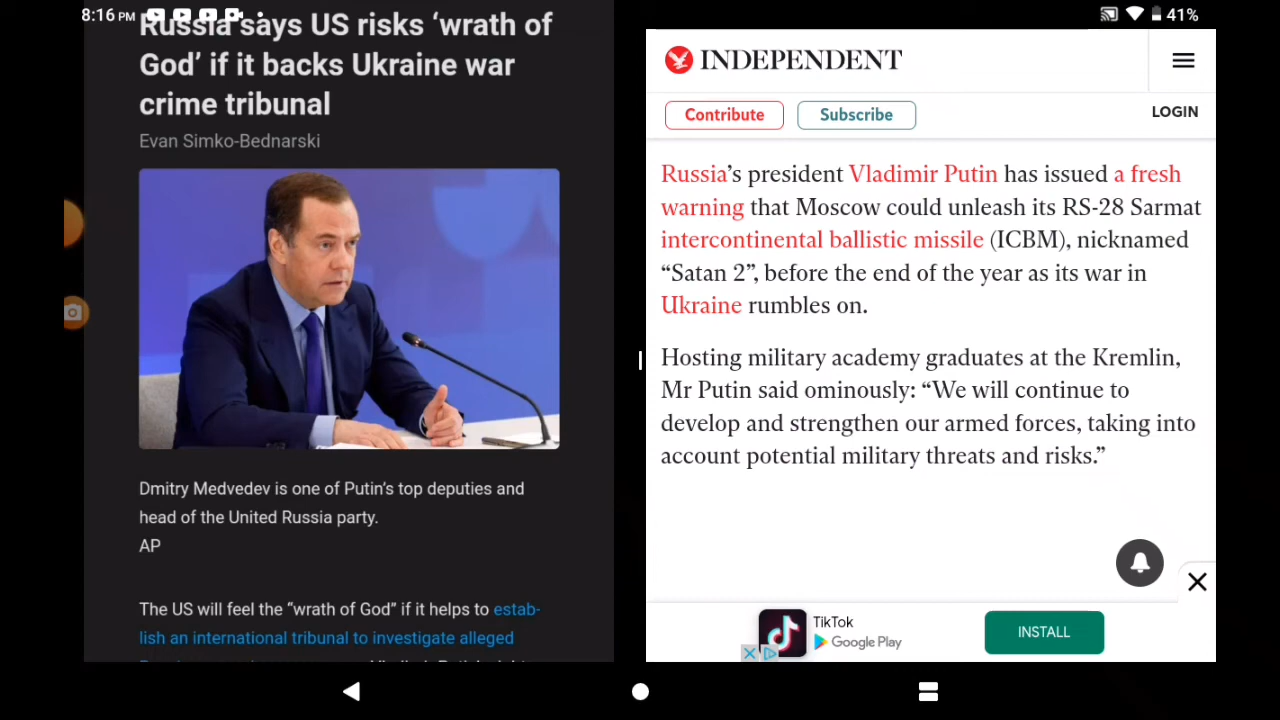 8:16 PM
41%
Russia says US risks ‘wrath of
God’ if it backs Ukraine war
crime tribunal
Evan Simko-Bednarski
Dmitry Medvedev is one of Putin’s top deputies and
head of the United Russia party.
AP
The US will feel the “wrath of God” if it helps to estab-
lish an international tribunal to investigate alleged
INDEPENDENT
Contribute
Subscribe
LOGIN
Russia’s president Vladimir Putin has issued a fresh
warning that Moscow could unleash its RS-28 Sarmat
intercontinental ballistic missile (ICBM), nicknamed
“Satan 2”, before the end of the year as its war in
Ukraine rumbles on.
Hosting military academy graduates at the Kremlin,
Mr Putin said ominously: “We will continue to
develop and strengthen our armed forces, taking into
account potential military threats and risks.”
TikTok
Google Play
INSTALL